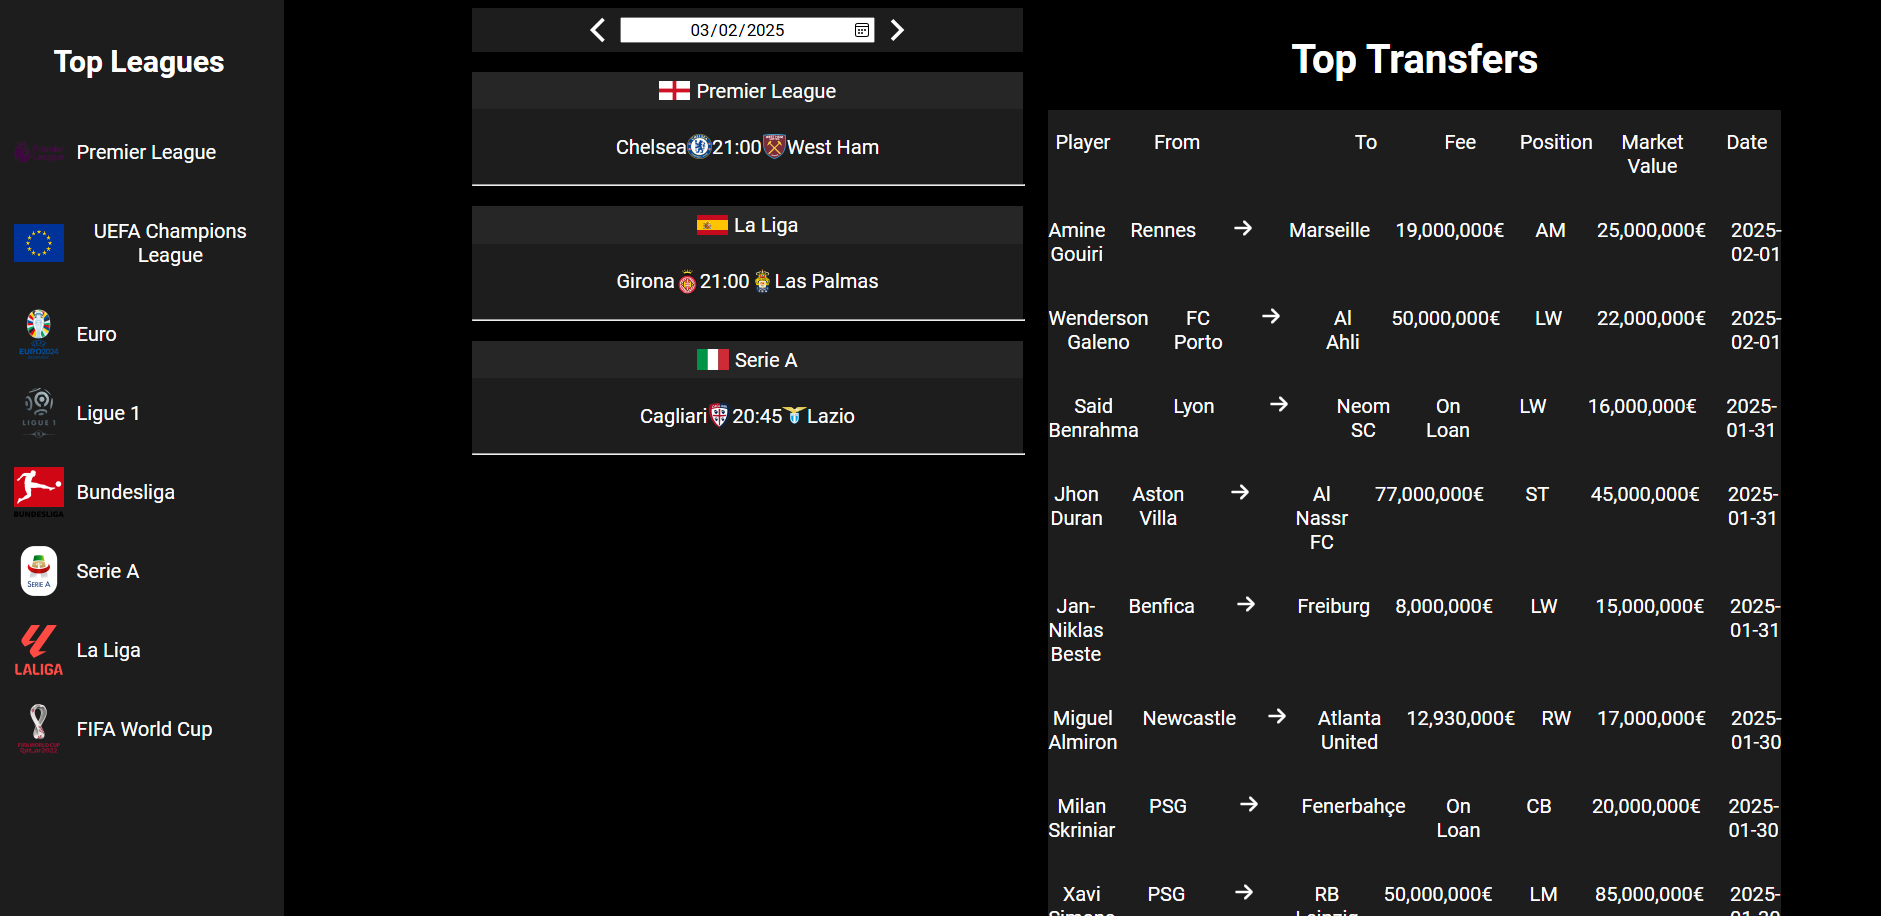 Top Leagues
Premier League
UEFA Champions
League
EURO2024
Euro
LIGUE 1
Ligue 1
BUNDESLIGA
Bundesliga
SERIE A
Serie A
LALIGA
La Liga
FIFA World Cup
03/02/2025
Premier League
Chelsea 21:00 West Ham
La Liga
Girona 21:00 Las Palmas
Serie A
Cagliari 20:45 Lazio
Top Transfers
Player From To Fee Position Market Date
Value
Amine Rennes → Marseille 19,000,000€ AM 25,000,000€ 2025-
Gouiri 02-01
Wenderson FC → Al 50,000,000€ LW 22,000,000€ 2025-
Galeno Porto Ahli 02-01
Said Lyon → Neom On LW 16,000,000€ 2025-
Benrahma SC Loan 01-31
Jhon Aston → Al 77,000,000€ ST 45,000,000€ 2025-
Duran Villa Nassr 01-31
FC
Jan- Benfica → Freiburg 8,000,000€ LW 15,000,000€ 2025-
Niklas 01-31
Beste
Miguel Newcastle → Atlanta 12,930,000€ RW 17,000,000€ 2025-
Almiron United 01-30
Milan PSG → Fenerbahçe On CB 20,000,000€ 2025-
Skriniar Loan 01-30
Xavi PSG → RB 50,000,000€ LM 85,000,000€ 2025-